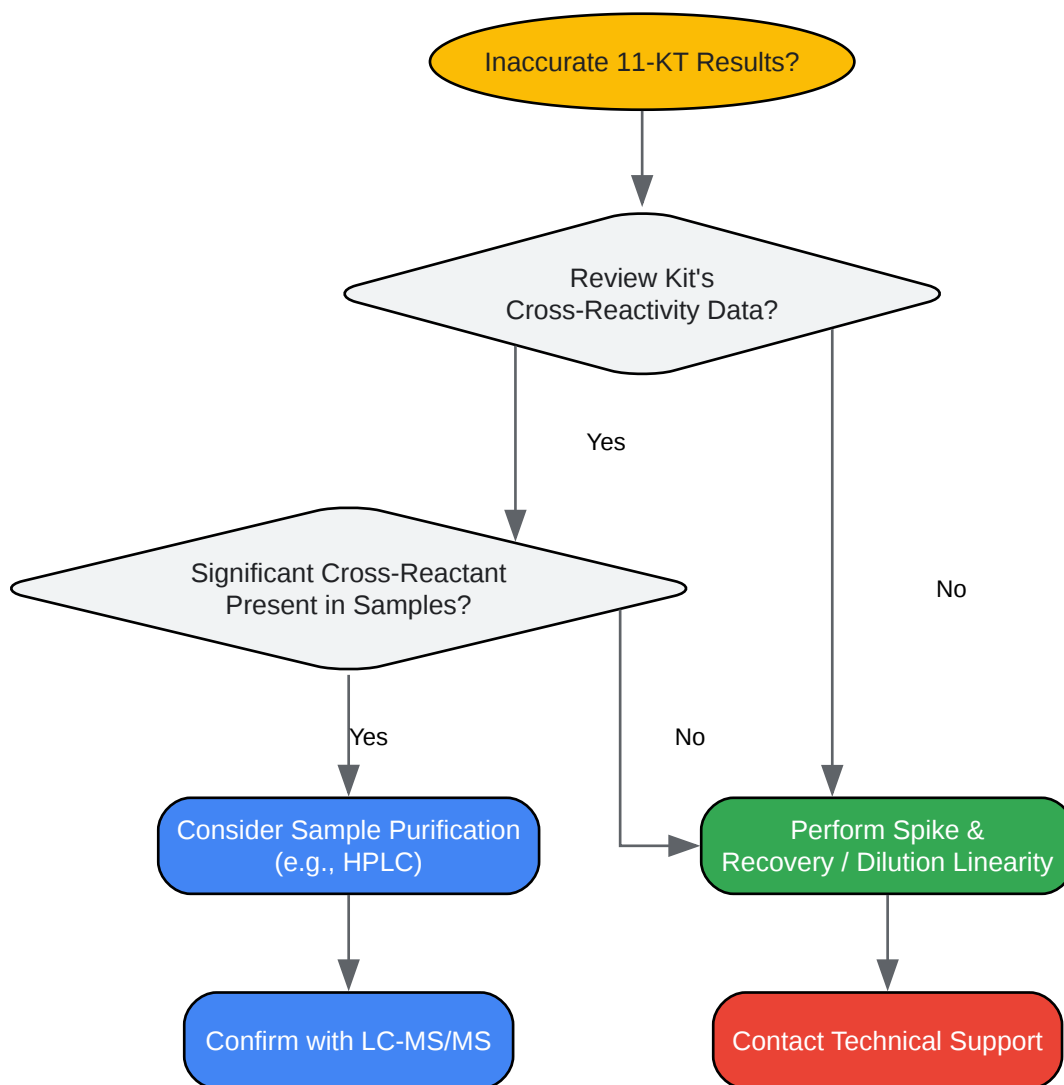 Inaccurate 11-KT Results?
Review Kit's
Cross-Reactivity Data?
Yes
Significant Cross-Reactant
Present in Samples?
No
Yes
No
Consider Sample Purification
(e.g., HPLC)
Perform Spike &
Recovery / Dilution Linearity
Confirm with LC-MS/MS
Contact Technical Support